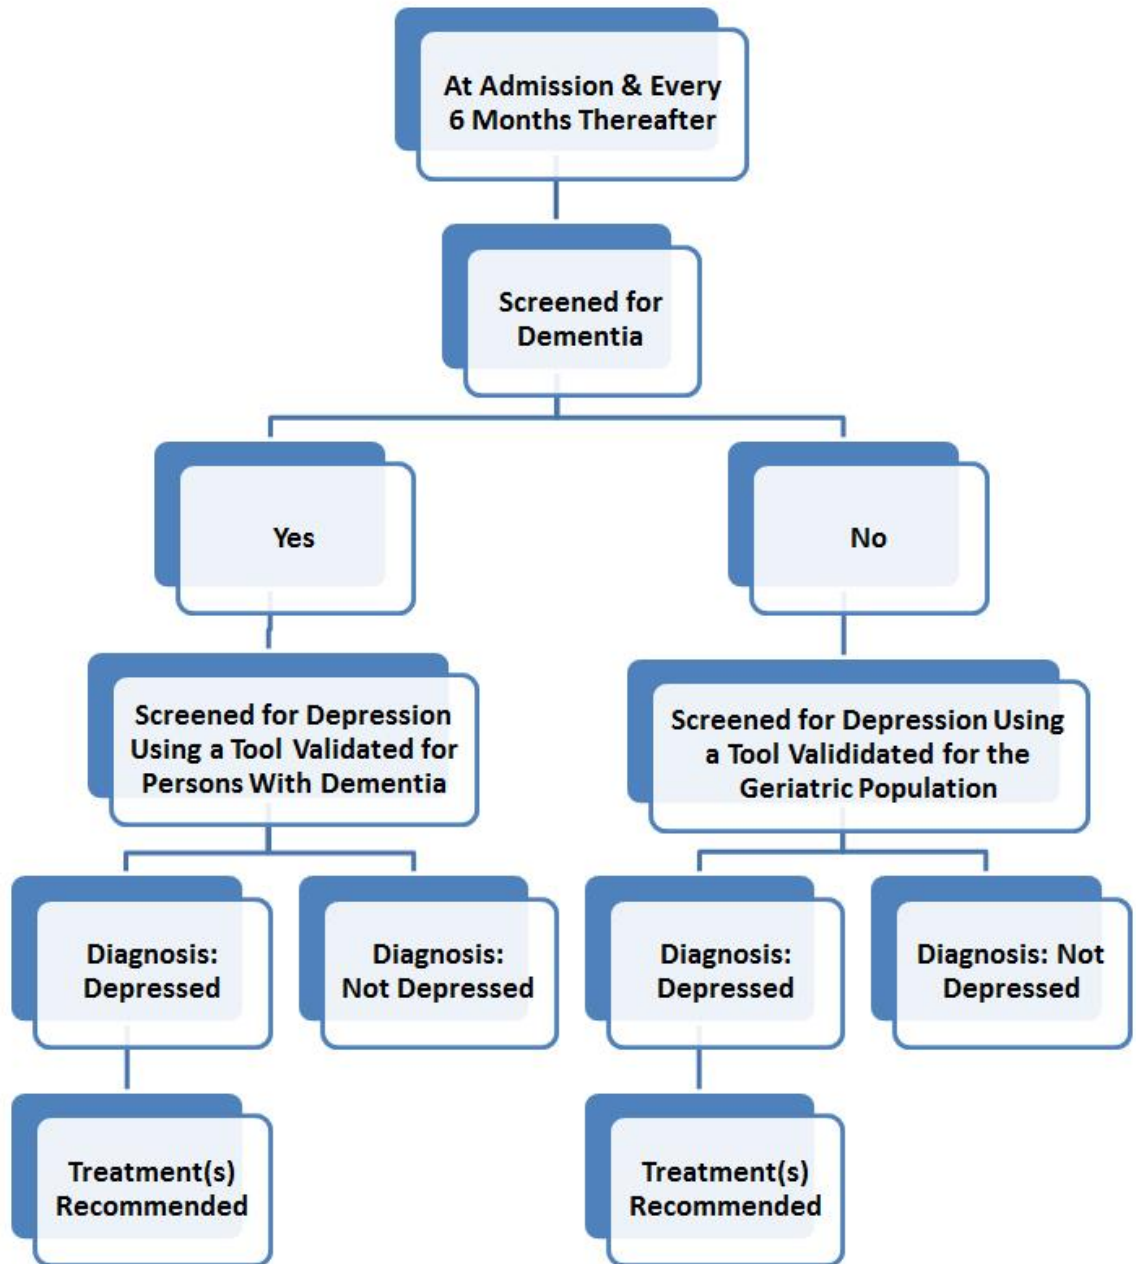 At Admission & Every
6 Months Thereafter
Screened for
Dementia
Yes
No
Screened for Depression
Using a Tool Validated for
Persons With Dementia
Screened for Depression Using
a Tool Valididated for the
Geriatric Population
Diagnosis:
Depressed
Diagnosis:
Not Depressed
Diagnosis:
Depressed
Diagnosis: Not
Depressed
Treatment(s)
Recommended
Treatment(s)
Recommended